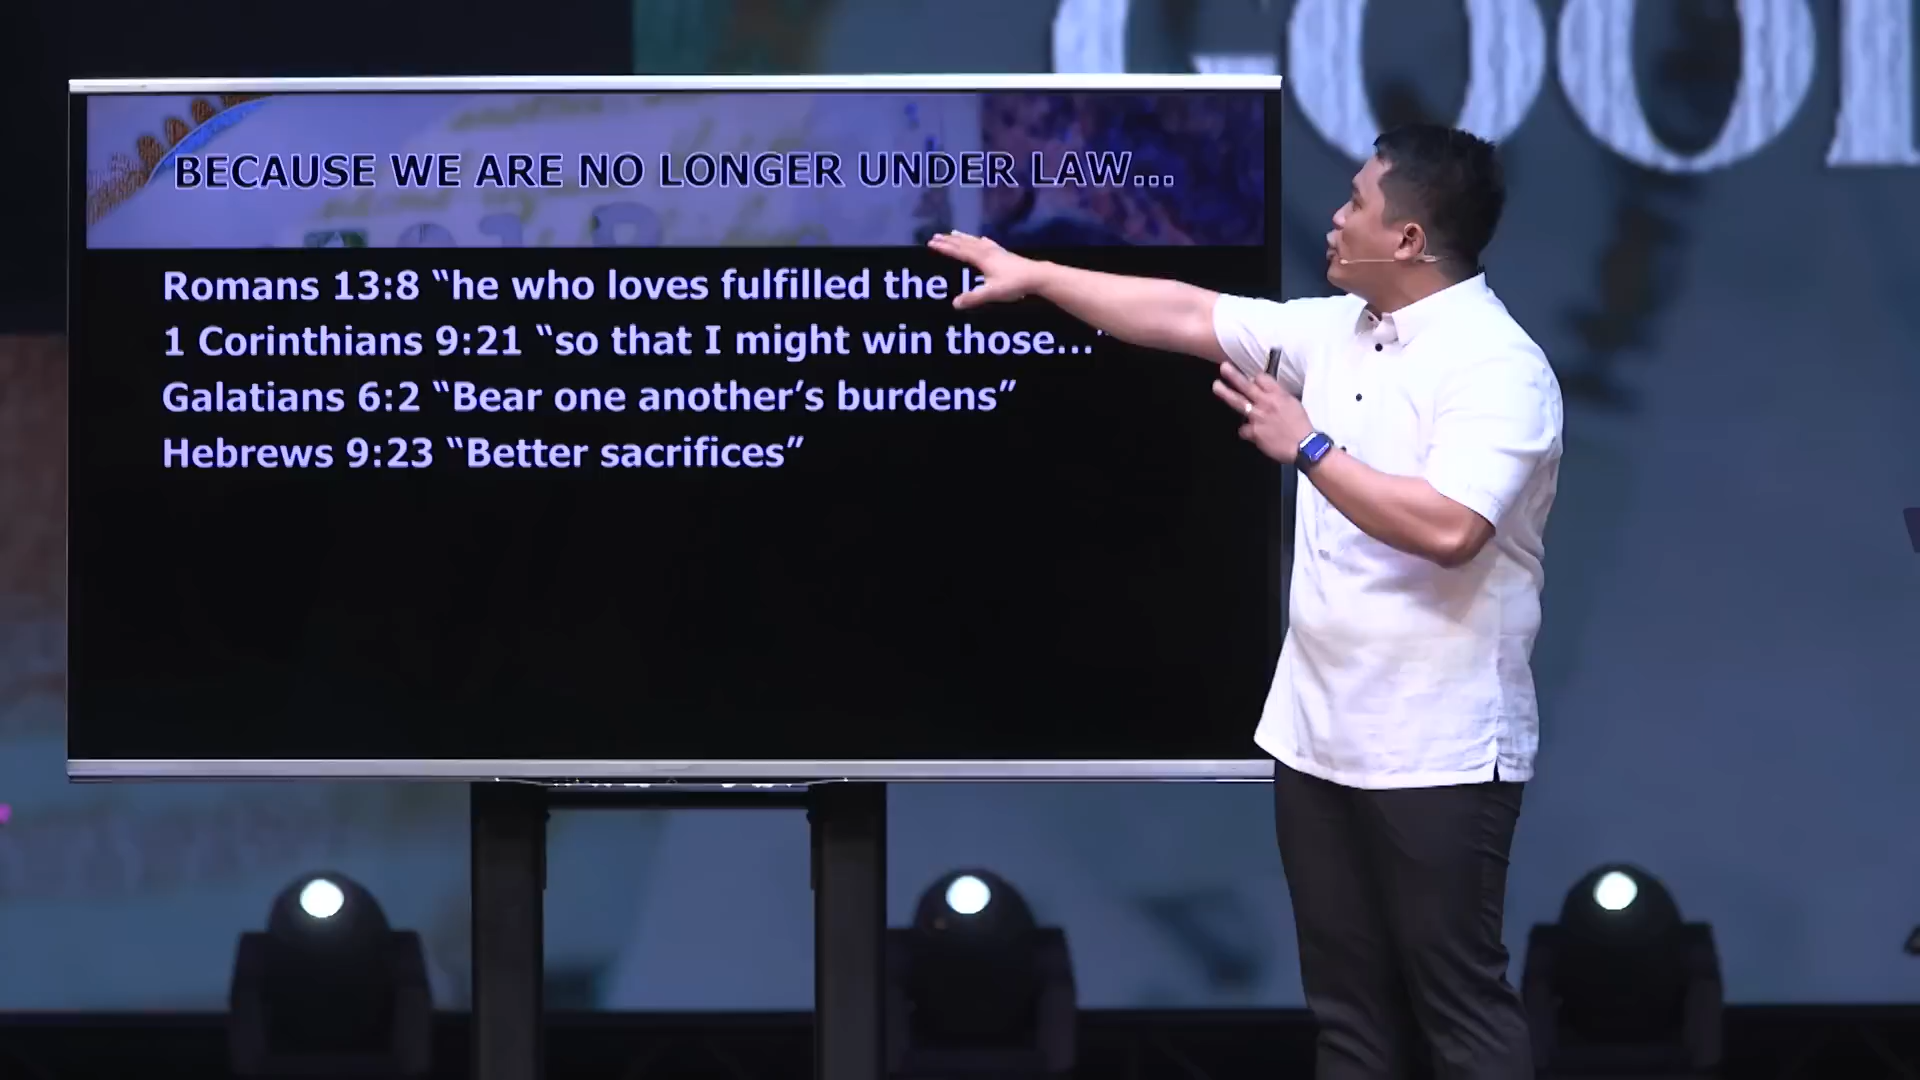 BECAUSE WE ARE NO LONGER UNDER LAW...
Romans 13:8 “he who loves fulfilled the
1 Corinthians 9:21 “so that I might win those...”
Galatians 6:2 “Bear one another’s burdens”
Hebrews 9:23 “Better sacrifices”